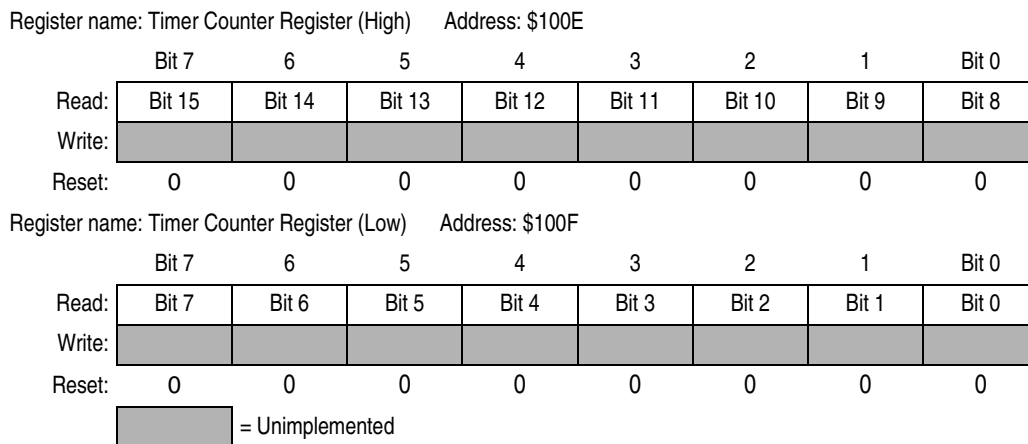 Register name: Timer Counter Register (High) Address: $100E
Bit 7 6 5 4 3 2 1 Bit 0
Read: Bit 15 Bit 14 Bit 13 Bit 12 Bit 11 Bit 10 Bit 9 Bit 8
Write:
Reset: 0 0 0 0 0 0 0 0
Register name: Timer Counter Register (Low) Address: $100F
Bit 7 6 5 4 3 2 1 Bit 0
Read: Bit 7 Bit 6 Bit 5 Bit 4 Bit 3 Bit 2 Bit 1 Bit 0
Write:
Reset: 0 0 0 0 0 0 0 0
= Unimplemented